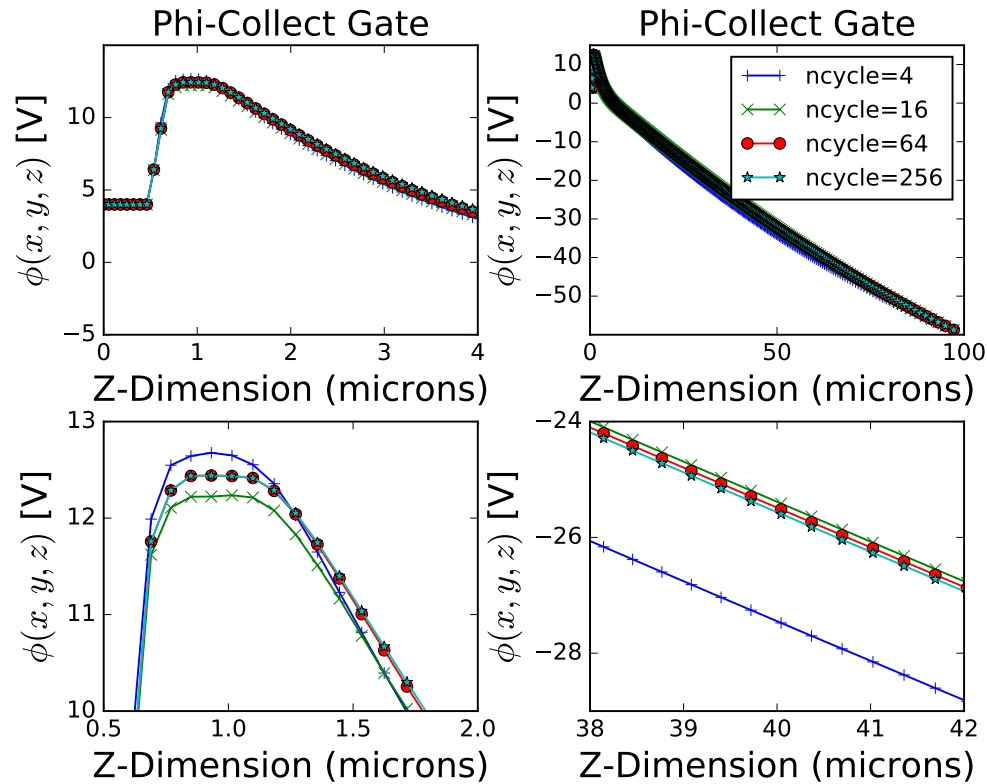 Phi-Collect Gate
ϕ(x, y, z) [V]
10
5
0
−5
0 1 2 3 4
Z-Dimension (microns)
Phi-Collect Gate
ϕ(x, y, z) [V]
10
0
−10
−20
−30
−40
−50
0 50 100
Z-Dimension (microns)
ncycle=4
ncycle=16
ncycle=64
ncycle=256
ϕ(x, y, z) [V]
13
12
11
10
0.5 1.0 1.5 2.0
Z-Dimension (microns)
ϕ(x, y, z) [V]
−24
−26
−28
38 39 40 41 42
Z-Dimension (microns)